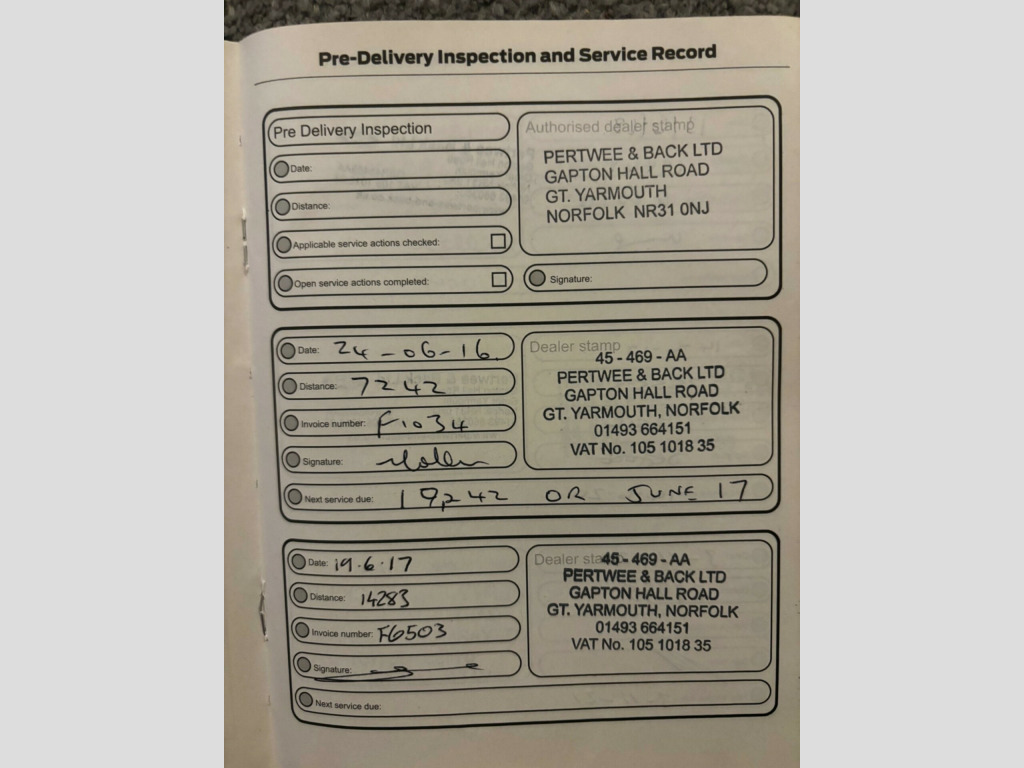 Pre-Delivery Inspection and Service Record
Pre Delivery Inspection
Date:
Distance:
Applicable service actions checked:
Open service actions completed:
Authorised dealer stamp
PERTWEE & BACK LTD
GAPTON HALL ROAD
GT. YARMOUTH
NORFOLK NR31 0NJ
Signature:
Date: 24-06-16
Distance: 7242
Invoice number: F1034
Signature:
Next service due: 19,242 OR JUNE 17
Dealer stamp
45 - 469 - AA
PERTWEE & BACK LTD
GAPTON HALL ROAD
GT. YARMOUTH, NORFOLK
01493 664151
VAT No. 105 1018 35
Date: 19.6.17
Distance: 14283
Invoice number: F6503
Signature:
Next service due:
Dealer
45 - 469 - AA
PERTWEE & BACK LTD
GAPTON HALL ROAD
GT. YARMOUTH, NORFOLK
01493 664151
VAT No. 105 1018 35